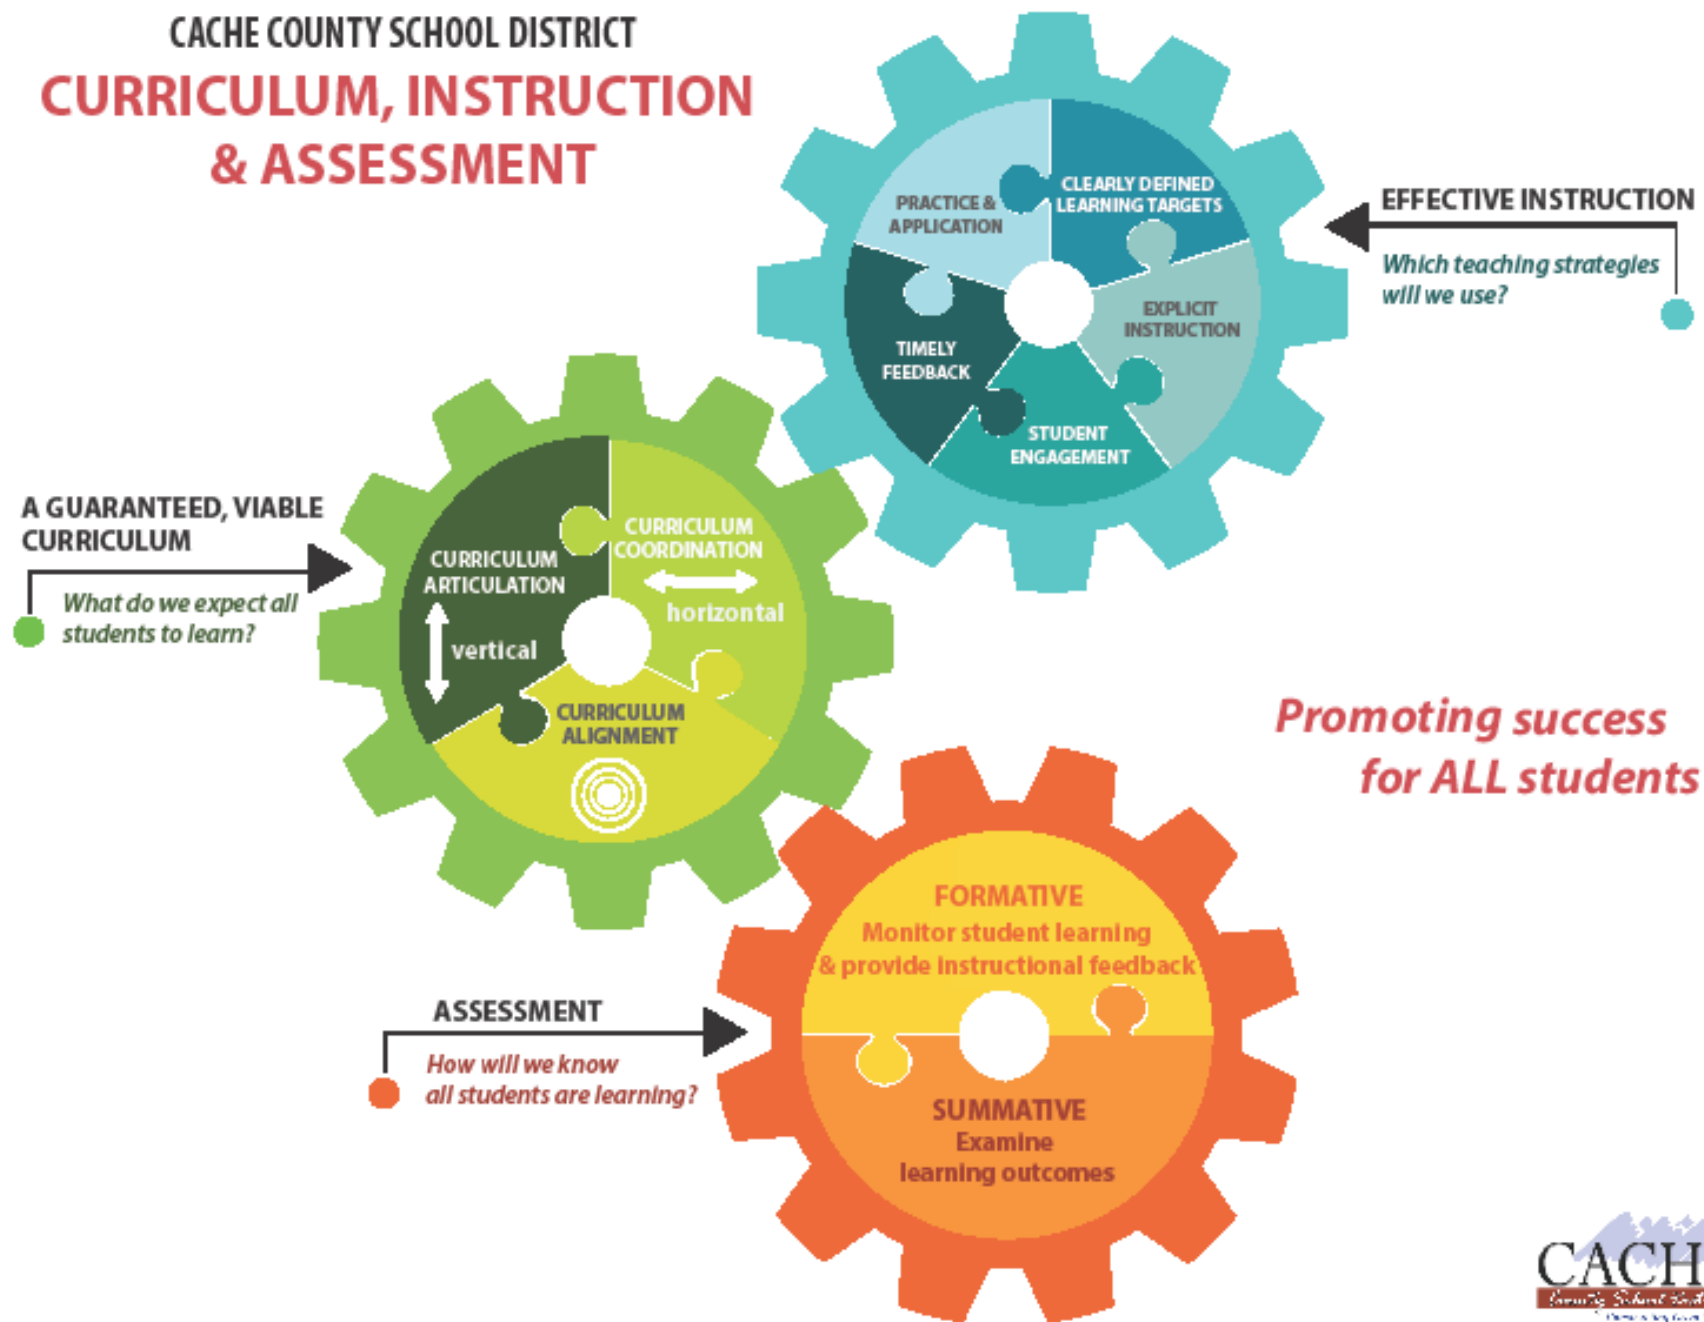 CACHE COUNTY SCHOOL DISTRICT
CURRICULUM, INSTRUCTION
& ASSESSMENT
PRACTICE &
APPLICATION
CLEARLY DEFINED
LEARNING TARGETS
EXPLICIT
INSTRUCTION
TIMELY
FEEDBACK
STUDENT
ENGAGEMENT
EFFECTIVE INSTRUCTION
Which teaching strategies
will we use?
A GUARANTEED, VIABLE
CURRICULUM
What do we expect all
students to learn?
CURRICULUM
ARTICULATION
vertical
CURRICULUM
COORDINATION
horizontal
CURRICULUM
ALIGNMENT
Promoting success
for ALL students
FORMATIVE
Monitor student learning
& provide instructional feedback
SUMMATIVE
Examine
learning outcomes
ASSESSMENT
How will we know
all students are learning?
CACH
County School